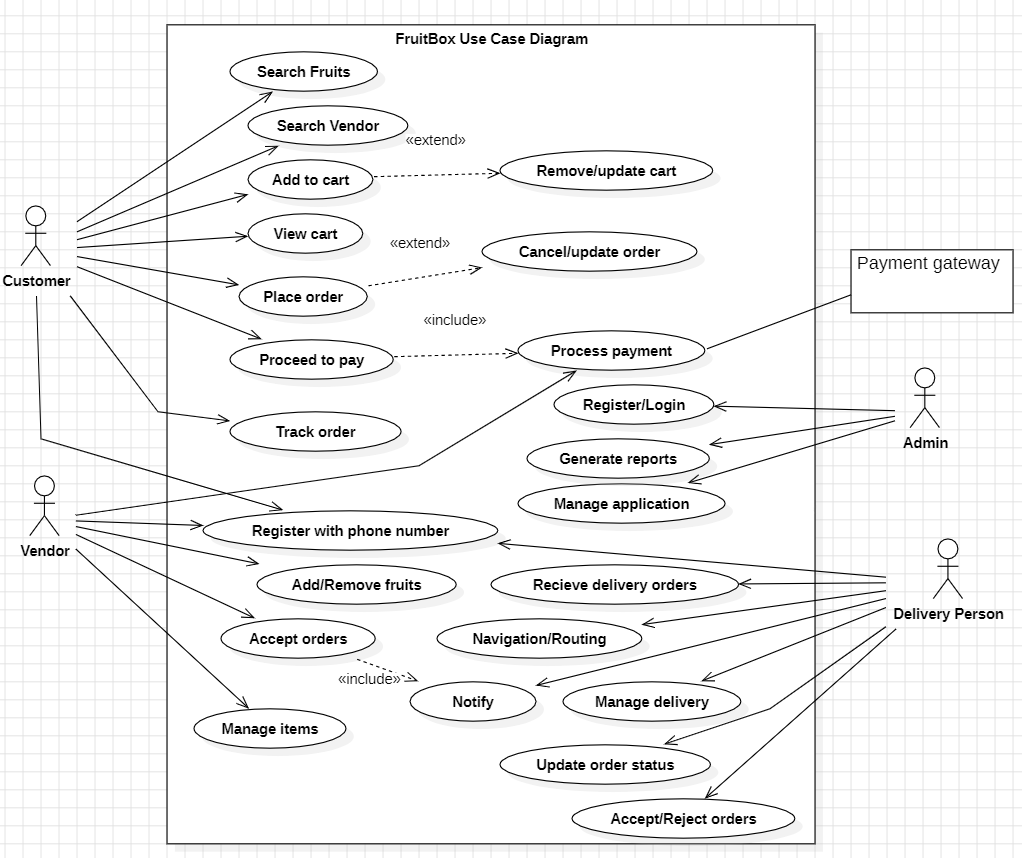 FruitBox Use Case Diagram
Search Fruits
Search Vendor
«extend»
Add to cart
Remove/update cart
View cart
«extend»
Cancel/update order
Payment gateway
Customer
Place order
«include»
Proceed to pay
Process payment
Register/Login
Track order
Admin
Generate reports
Manage application
Register with phone number
Vendor
Add/Remove fruits
Recieve delivery orders
Delivery Person
Accept orders
Navigation/Routing
«include»
Notify
Manage delivery
Manage items
Update order status
Accept/Reject orders